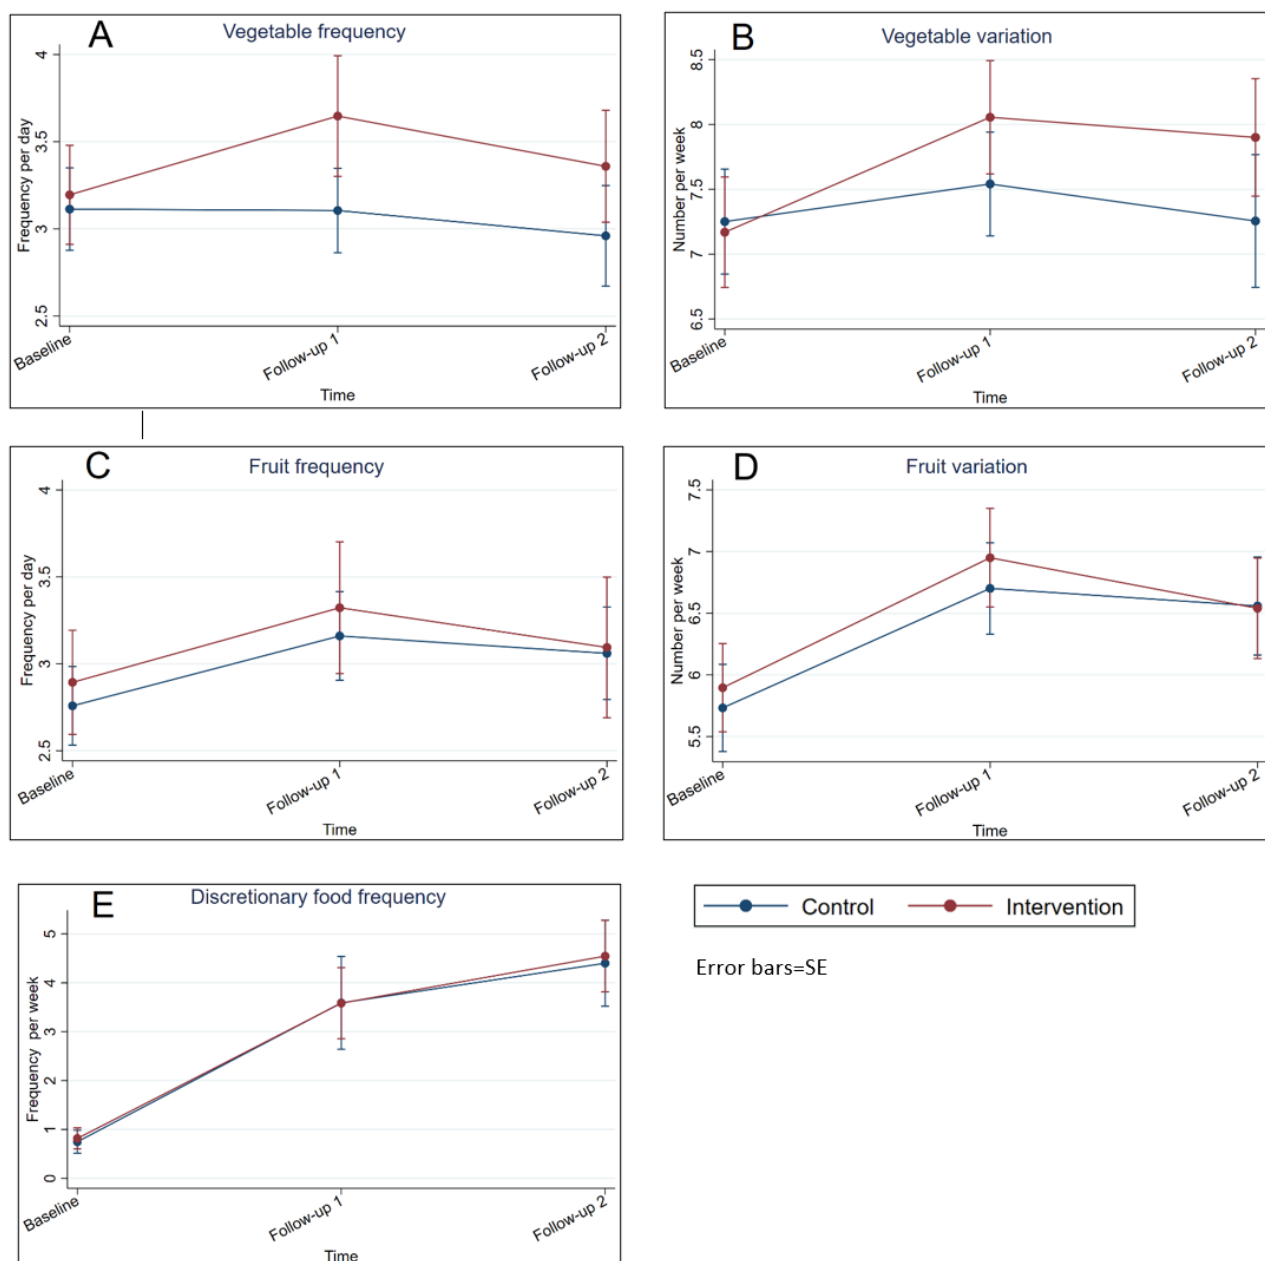 A
Vegetable frequency
4
3.5
3
2.5
Frequency per day
Baseline
Follow-up 1
Follow-up 2
Time
B
Vegetable variation
8.5
8
7.5
7
6.5
Number per week
Baseline
Follow-up 1
Follow-up 2
Time
C
Fruit frequency
4
3.5
3
2.5
Frequency per day
Baseline
Follow-up 1
Follow-up 2
Time
D
Fruit variation
7.5
7
6.5
6
5.5
Number per week
Baseline
Follow-up 1
Follow-up 2
Time
E
Discretionary food frequency
5
4
3
2
1
0
Frequency per week
Baseline
Follow-up 1
Follow-up 2
Time
Control Intervention
Error bars=SE